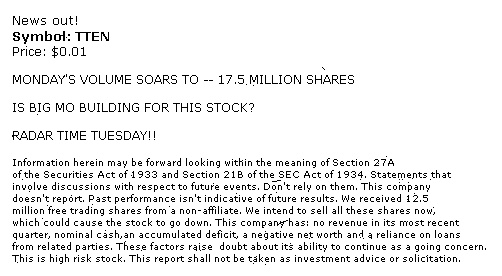 News out!
Symbol: TTEN
Price: $0.01
MONDAY'S VOLUME SOARS TO -- 17.5 MILLION SHARES
IS BIG MO BUILDING FOR THIS STOCK?
RADAR TIME TUESDAY!!
Information herein may be forward looking within the meaning of Section 27A
of the Securities Act of 1933 and Section 21B of the SEC Act of 1934. Statements that
involve discussions with respect to future events. Don't rely on them. This company
doesn't report. Past performance isn't indicative of future results. We received 12.5
million free trading shares from a non-affiliate. We intend to sell all these shares now,
which could cause the stock to go down. This company has: no revenue in its most recent
quarter, nominal cash,an accumulated deficit, a negative net worth and a reliance on loans
from related parties. These factors raise doubt about its ability to continue as a going concern.
This is high risk stock. This report shall not be taken as investment advice or solicitation.